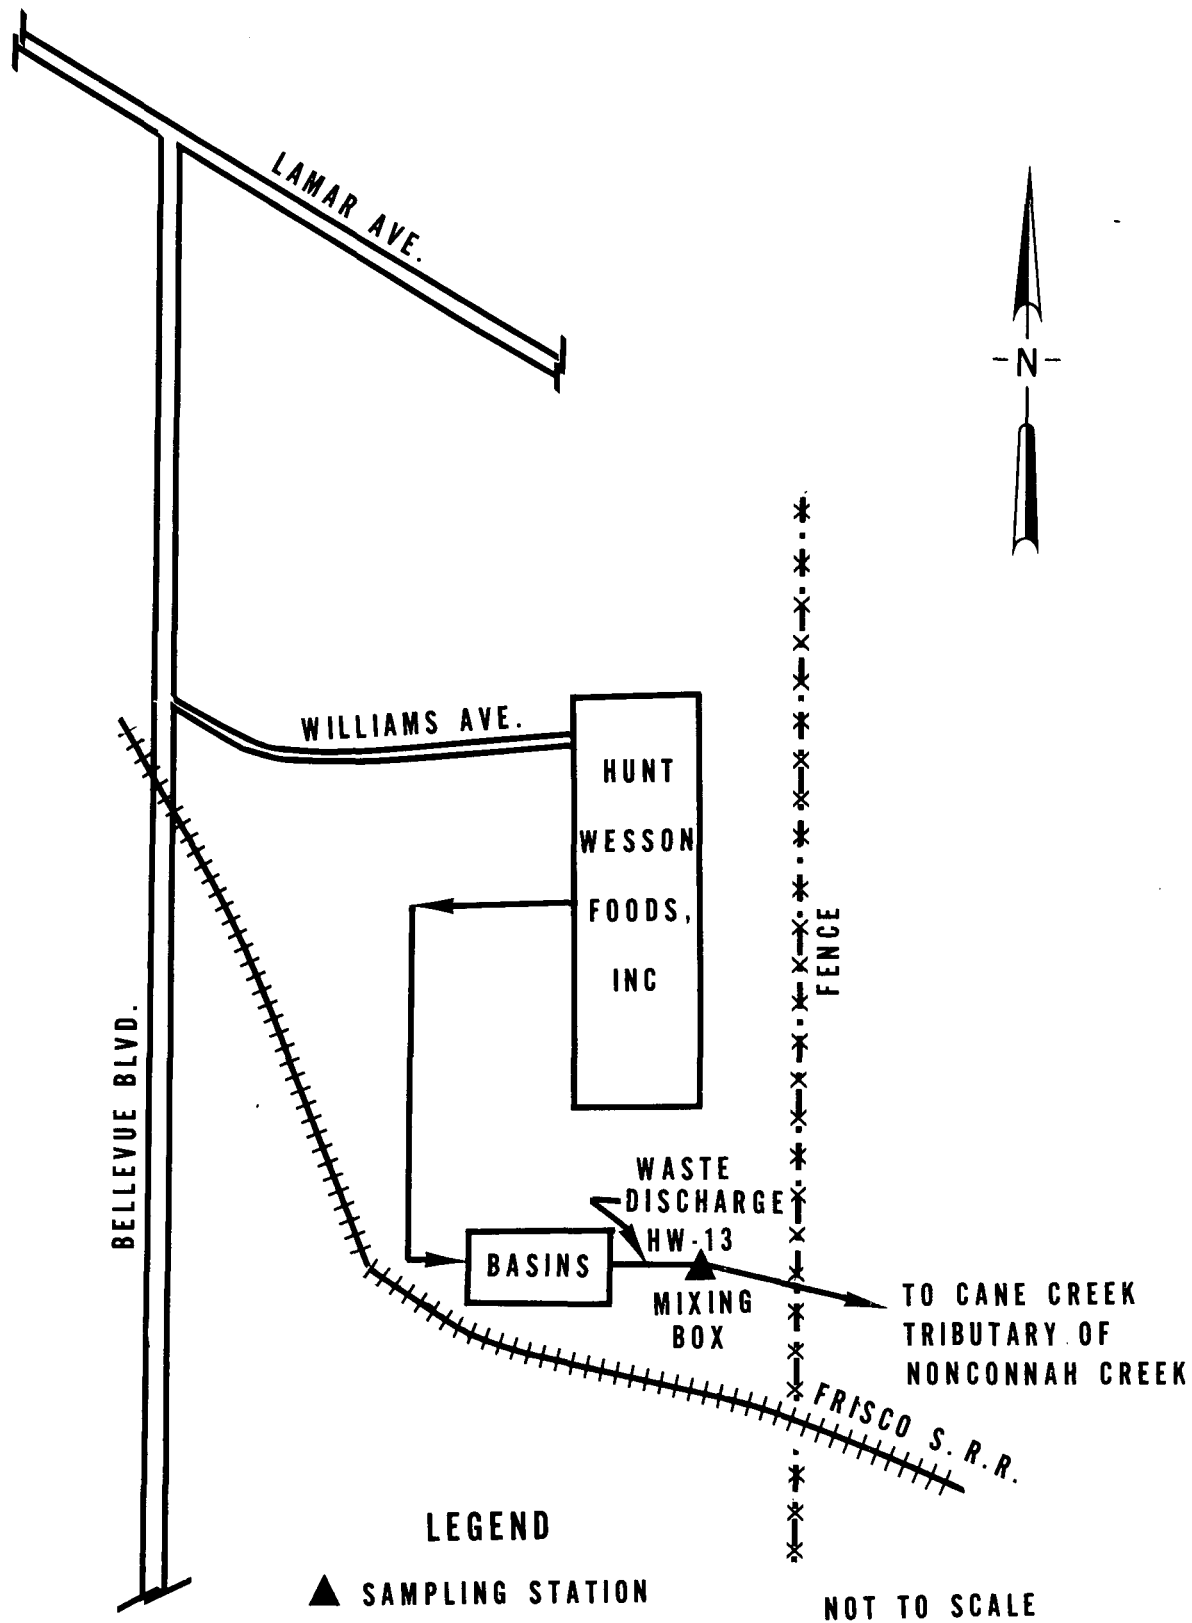 LAMAR AVE.
-N-
WILLIAMS AVE.
HUNT
WESSON
FOODS,
INC
FENCE
BELLEVUE BLVD.
WASTE
DISCHARGE
HW-13
BASINS
MIXING
BOX
TO CANE CREEK
TRIBUTARY OF
NONCONNAH CREEK
FRISCO S.R.R.
LEGEND
▲ SAMPLING STATION
NOT TO SCALE